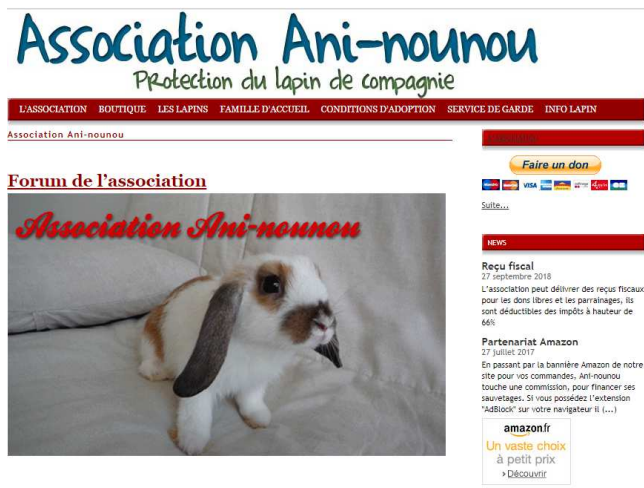 Association Ani-nounou
Protection du lapin de compagnie
L'ASSOCIATION BOUTIQUE LES LAPINS FAMILLE D'ACCUEIL CONDITIONS D'ADOPTION SERVICE DE GARDE INFO LAPIN
Association Ani-nounou
Forum de l'association
Association Ani-nounou
Faire un don
VISA
Suite...
NEWS
Reçu fiscal
27 septembre 2018
L'association peut délivrer des reçus fiscaux
pour les dons libres et les parrainages, ils
sont déductibles des impôts à hauteur de
66%
Partenariat Amazon
27 juillet 2017
En passant par la bannière Amazon de notre
site pour vos commandes, Ani-nounou
touche une commission, pour financer ses
sauvetages. Si vous possédez l'extension
"AdBlock" sur votre navigateur il (...)
amazon.fr
Un vaste choix
à petit prix
› Découvrir